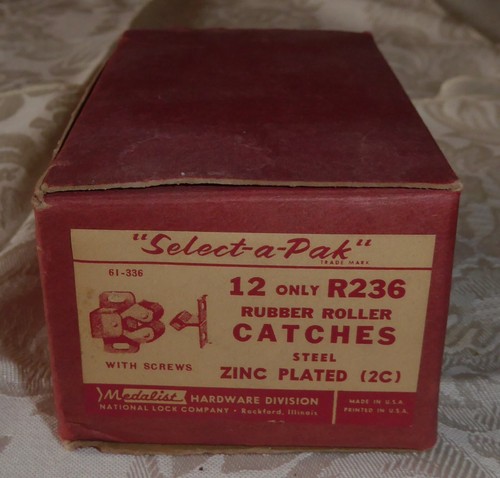 "Select-a-Pak"
TRADE MARK
61-336
12 ONLY R236
RUBBER ROLLER
CATCHES
STEEL
ZINC PLATED (2C)
WITH SCREWS
Medalist HARDWARE DIVISION
NATIONAL LOCK COMPANY • Rockford, Illinois
MADE IN U.S.A.
PRINTED IN U.S.A.